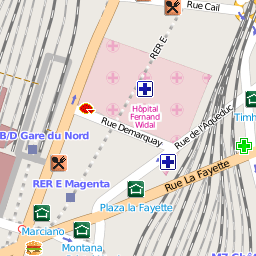 Rue Cail
RER E
Hôpital
Fernand
Widal
Rue Demarquay
Rue de l'Aqueduc
Timh
B/D Gare du Nord
Rue La Fayette
RER E Magenta
Plaza la Fayette
Marciano
Montana